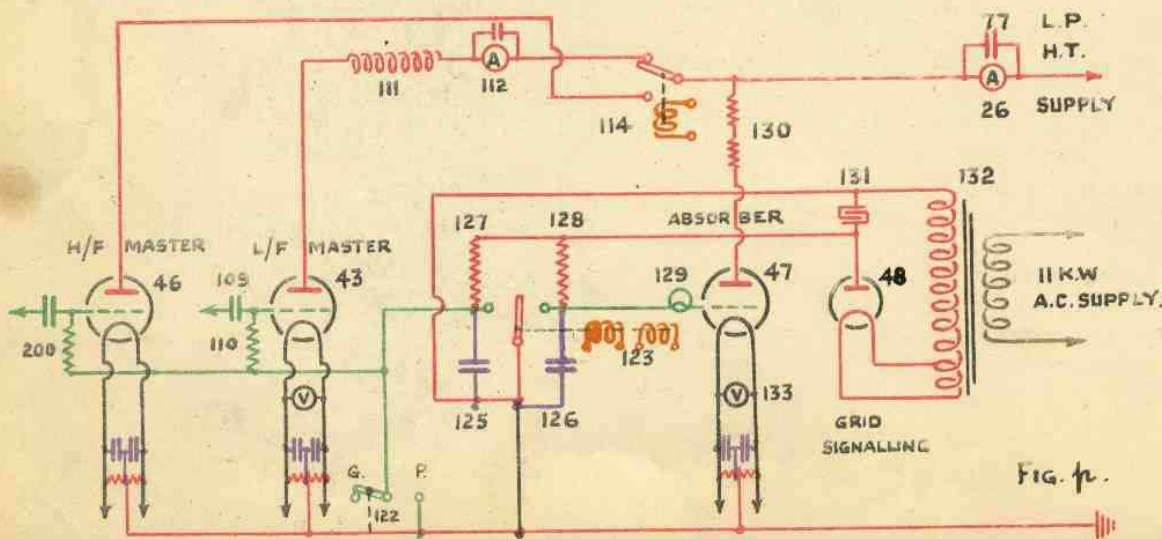 77 L.P.
H.T.
SUPPLY
A
26
111
A
112
114
130
131
132
127
128
ABSORBER
H/F MASTER
46
L/F MASTER
43
109
129
47
48
11 K.W
A.C. SUPPLY.
200
110
123
V
125
126
V
133
GRID
SIGNALLING
G.
P.
122
FIG. p.